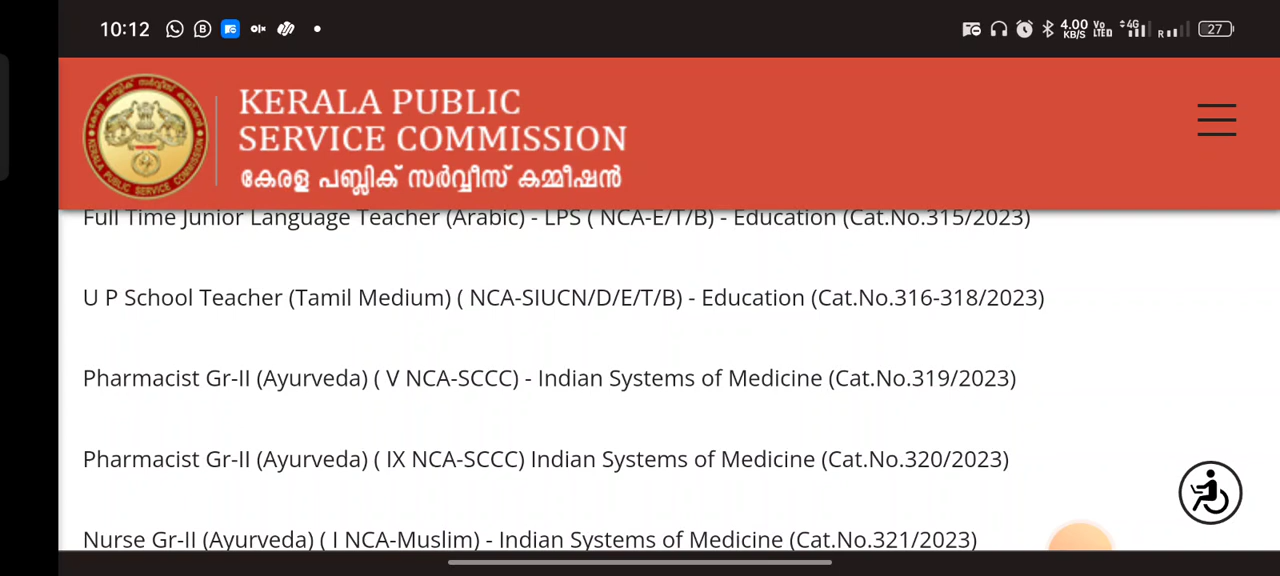 10:12
4.00 KB/S Vo LTE 4G R 27
KERALA PUBLIC
SERVICE COMMISSION
കേരള പബ്ലിക് സർവ്വീസ് കമ്മീഷൻ
Full Time Junior Language Teacher (Arabic) - LPS ( NCA-E/T/B) - Education (Cat.No.315/2023)
U P School Teacher (Tamil Medium) ( NCA-SIUCN/D/E/T/B) - Education (Cat.No.316-318/2023)
Pharmacist Gr-II (Ayurveda) ( V NCA-SCCC) - Indian Systems of Medicine (Cat.No.319/2023)
Pharmacist Gr-II (Ayurveda) ( IX NCA-SCCC) Indian Systems of Medicine (Cat.No.320/2023)
Nurse Gr-II (Ayurveda) ( I NCA-Muslim) - Indian Systems of Medicine (Cat.No.321/2023)